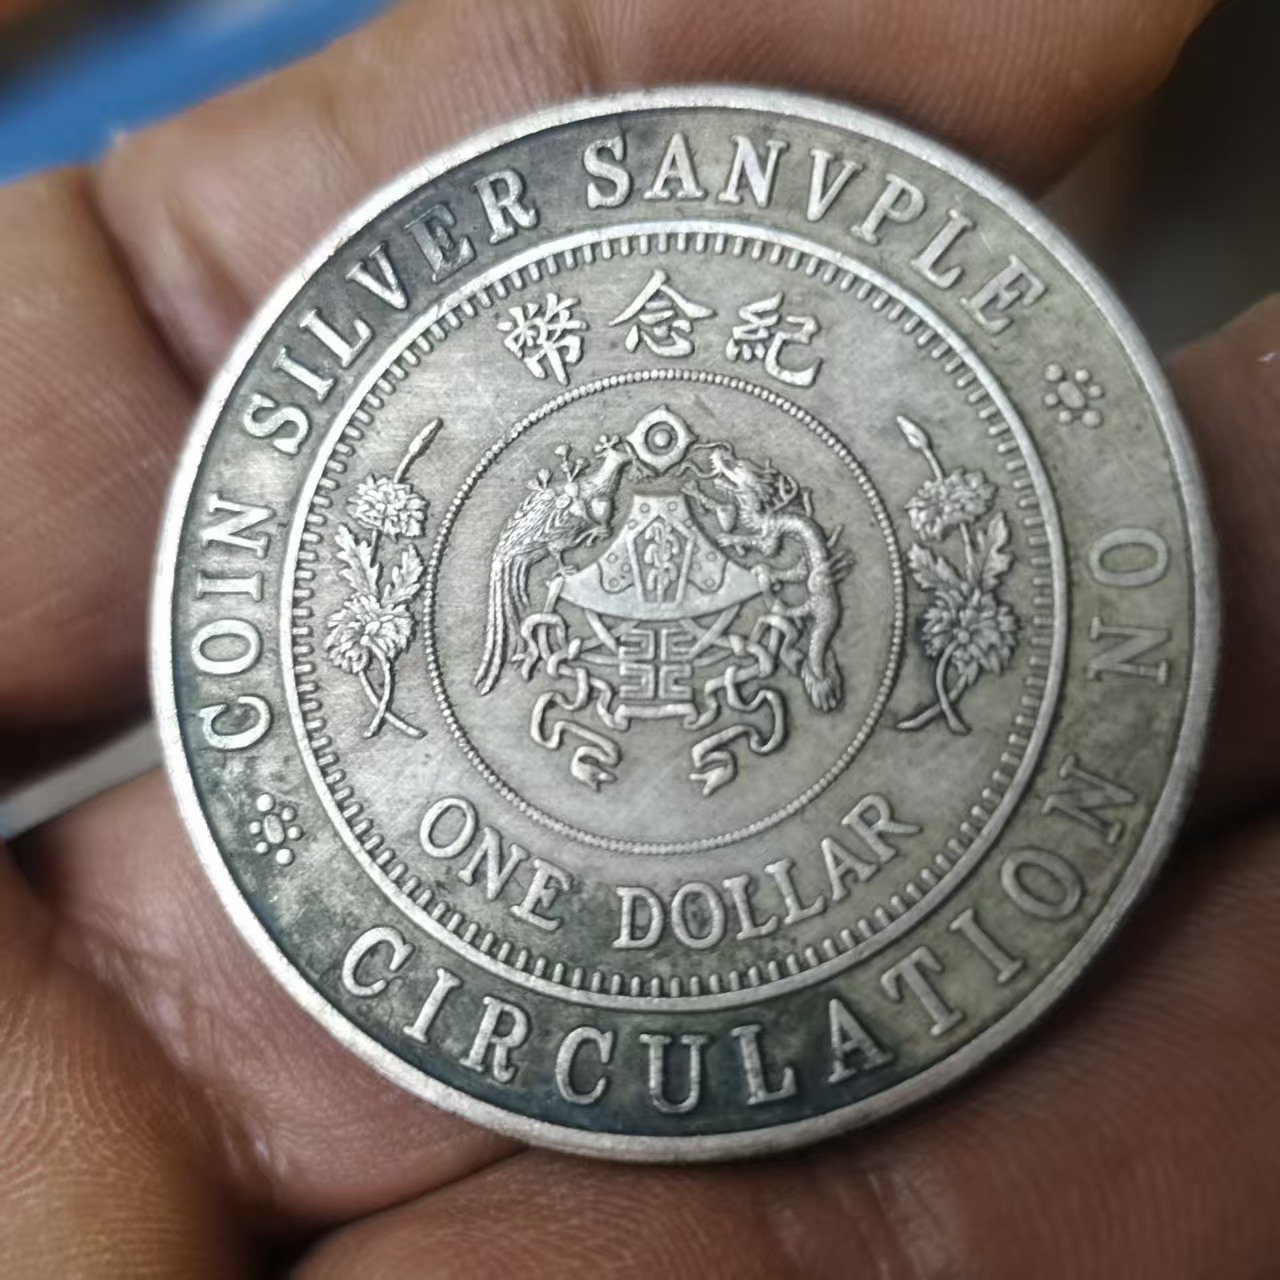 COIN SILVER SANVPLE
幣念紀
ONE DOLLAR
CIRCULATION NO